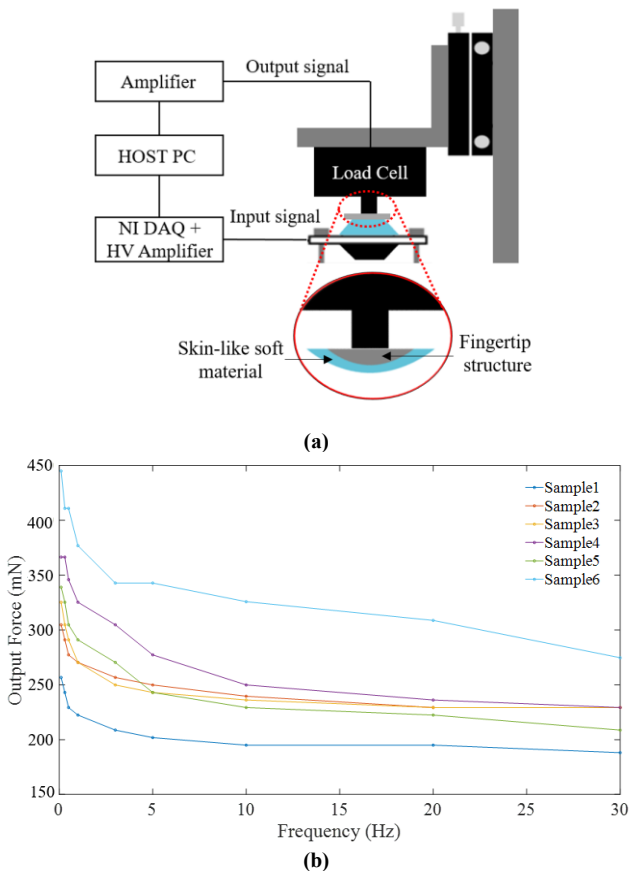 Amplifier
Output signal
HOST PC
Load Cell
NI DAQ +
HV Amplifier
Input signal
Skin-like soft
material
Fingertip
structure
(a)
450
400
350
300
250
200
150
Output Force (mN)
Sample1
Sample2
Sample3
Sample4
Sample5
Sample6
0 5 10 15 20 25 30
Frequency (Hz)
(b)